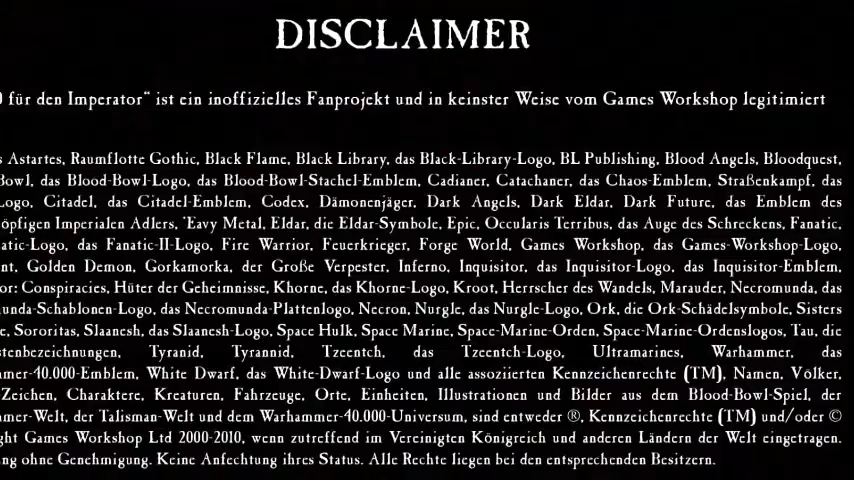 DISCLAIMER
für den Imperator“ ist ein inoffizielles Fanprojekt und in keinster Weise vom Games Workshop legitimiert
Astartes, Raumflotte Gothic, Black Flame, Black Library, das Black-Library-Logo, BL Publishing, Blood Angels, Bloodquest,
Bowl, das Blood-Bowl-Logo, das Blood-Bowl-Stachel-Emblem, Cadianer, Catachaner, das Chaos-Emblem, Straßenkampf, das
Logo, Citadel, das Citadel-Emblem, Codex, Dämonenjäger, Dark Angels, Dark Eldar, Dark Future, das Emblem des
öpfigen Imperialen Adlers, 'Eavy Metal, Eldar, die Eldar-Symbole, Epic, Occularis Terribus, das Auge des Schreckens, Fanatic,
atic-Logo, das Fanatic-II-Logo, Fire Warrior, Feuerkrieger, Forge World, Games Workshop, das Games-Workshop-Logo,
nt, Golden Demon, Gorkamorka, der Große Verpester, Inferno, Inquisitor, das Inquisitor-Logo, das Inquisitor-Emblem,
or: Conspiracies, Hüter der Geheimnisse, Khorne, das Khorne-Logo, Kroot, Herrscher des Wandels, Marauder, Necromunda, das
unda-Schablonen-Logo, das Necromunda-Plattenlogo, Necron, Nurgle, das Nurgle-Logo, Ork, die Ork-Schädelsymbole, Sisters
e, Sororitas, Slaanesh, das Slaanesh-Logo, Space Hulk, Space Marine, Space-Marine-Orden, Space-Marine-Ordenslogos, Tau, die
tenbezeichnungen, Tyranid, Tyrannid, Tzeentch, das Tzeentch-Logo, Ultramarines, Warhammer, das
mer-40.000-Emblem, White Dwarf, das White-Dwarf-Logo und alle assoziierten Kennzeichenrechte (TM), Namen, Völker,
Zeichen, Charaktere, Kreaturen, Fahrzeuge, Orte, Einheiten, Illustrationen und Bilder aus dem Blood-Bowl-Spiel, der
mer-Welt, der Talisman-Welt und dem Warhammer-40.000-Universum, sind entweder ®, Kennzeichenrechte (TM) und/oder ©
ght Games Workshop Ltd 2000-2010, wenn zutreffend im Vereinigten Königreich und anderen Ländern der Welt eingetragen.
ng ohne Genehmigung. Keine Anfechtung ihres Status. Alle Rechte liegen bei den entsprechenden Besitzern.